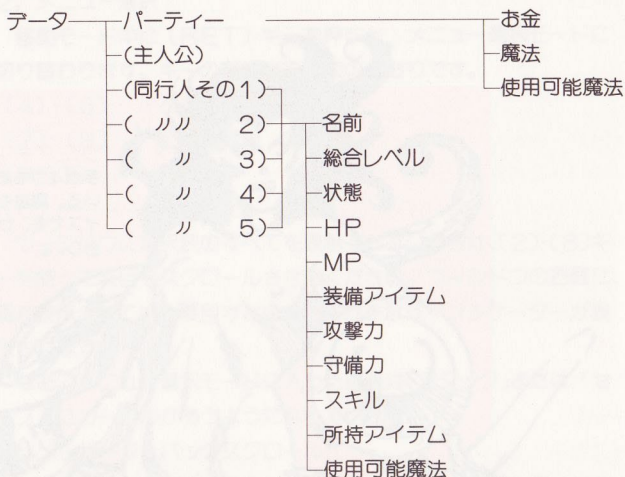 データ パーティー お金
(主人公) 魔法
(同行人その1) 使用可能魔法
( 〃〃 2) 名前
( 〃 3) 総合レベル
( 〃 4) 状態
( 〃 5) HP
MP
装備アイテム
攻撃力
守備力
スキル
所持アイテム
使用可能魔法